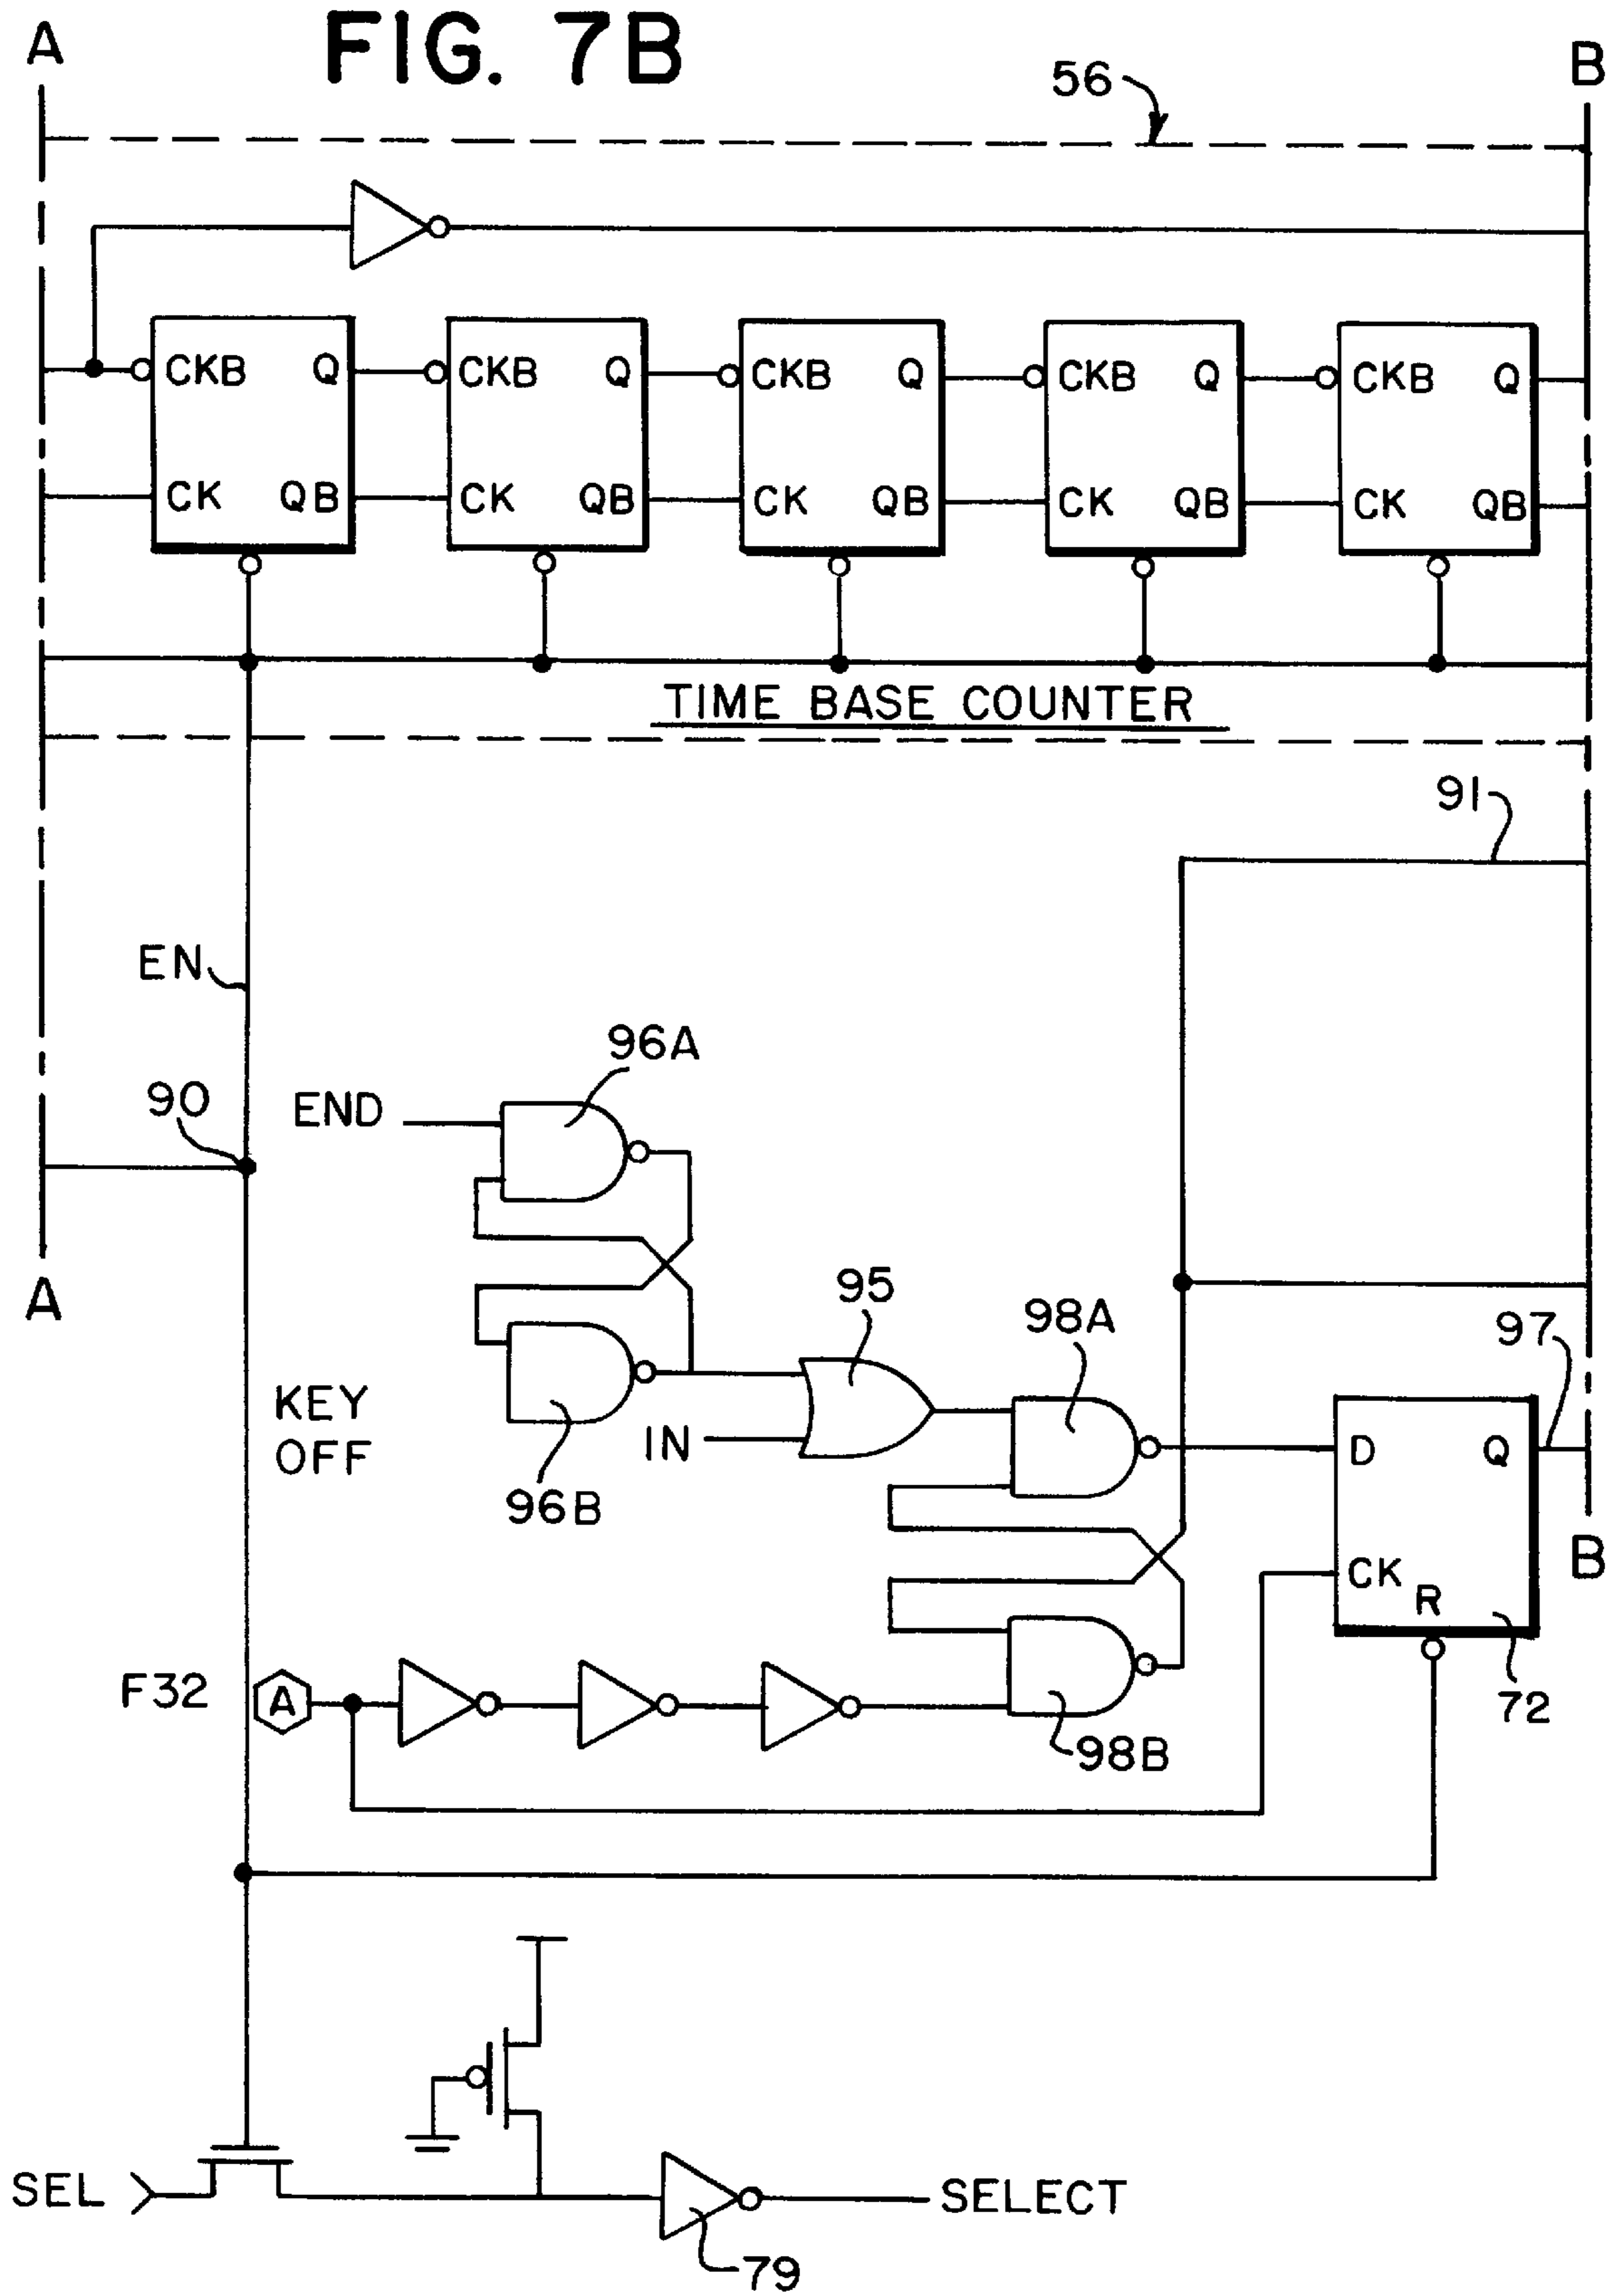 FIG. 7B
A
B
56
CKB Q CKB Q CKB Q CKB Q CKB Q
CK QB CK QB CK QB CK QB CK QB
TIME BASE COUNTER
91
EN
96A
90
END
A
95
98A
97
KEY
OFF
IN
D Q
96B
B
CK
R
F32
A
72
98B
SEL
SELECT
79